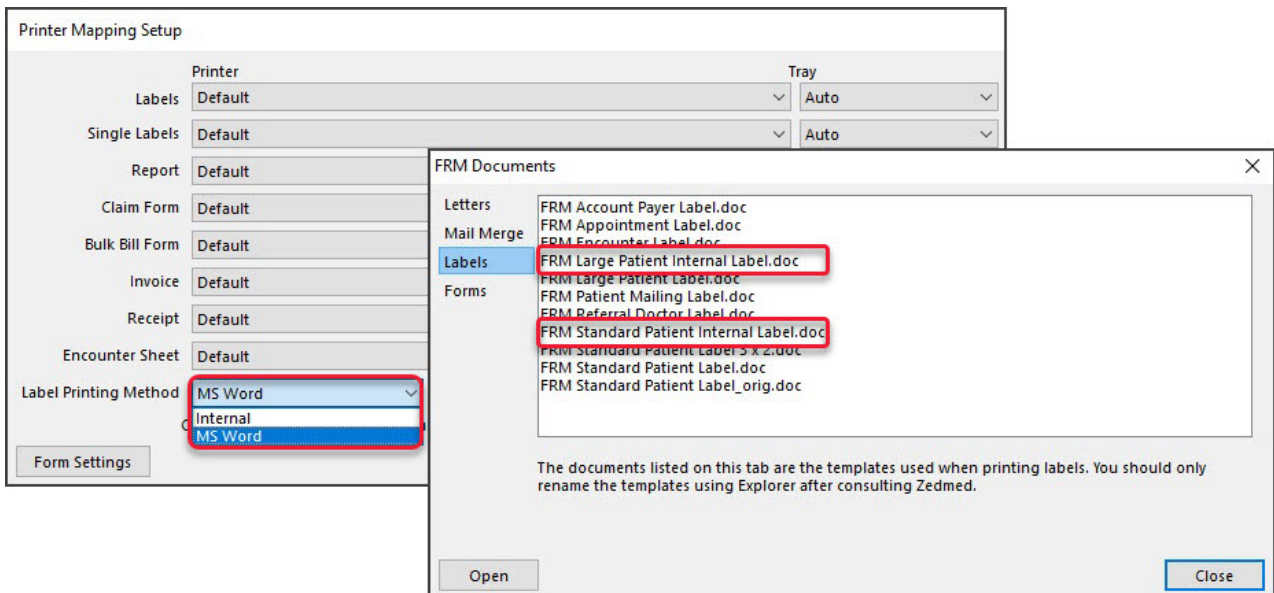 Printer Mapping Setup
Printer Tray
Labels Default Auto
Single Labels Default Auto
Report Default
Claim Form Default
Bulk Bill Form Default
Invoice Default
Receipt Default
Encounter Sheet Default
Label Printing Method MS Word
Internal
MS Word
Form Settings
FRM Documents
Letters
Mail Merge
Labels
Forms
FRM Account Payer Label.doc
FRM Appointment Label.doc
FRM Encounter Label.doc
FRM Large Patient Internal Label.doc
FRM Large Patient Label.doc
FRM Patient Mailing Label.doc
FRM Referral Doctor Label.doc
FRM Standard Patient Internal Label.doc
FRM Standard Patient Label 3 x 2.doc
FRM Standard Patient Label.doc
FRM Standard Patient Label_orig.doc
The documents listed on this tab are the templates used when printing labels. You should only
rename the templates using Explorer after consulting Zedmed.
Open Close